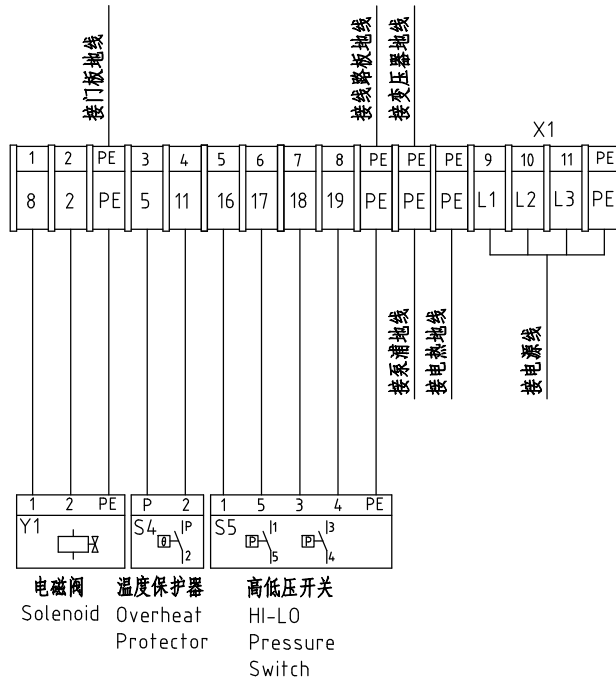 接门板地线
接线路板地线
接变压器地线
X1
1 2 PE 3 4 5 6 7 8 PE PE PE 9 10 11 PE
8 2 PE 5 11 16 17 18 19 PE PE PE L1 L2 L3 PE
接泵浦地线
接电热地线
接电源线
1 2 PE P 2 1 5 3 4 PE
Y1 S4 θ P 2 S5 P 1 5 P 3 4
电磁阀
Solenoid
温度保护器
Overheat
Protector
高低压开关
HI-LO
Pressure
Switch